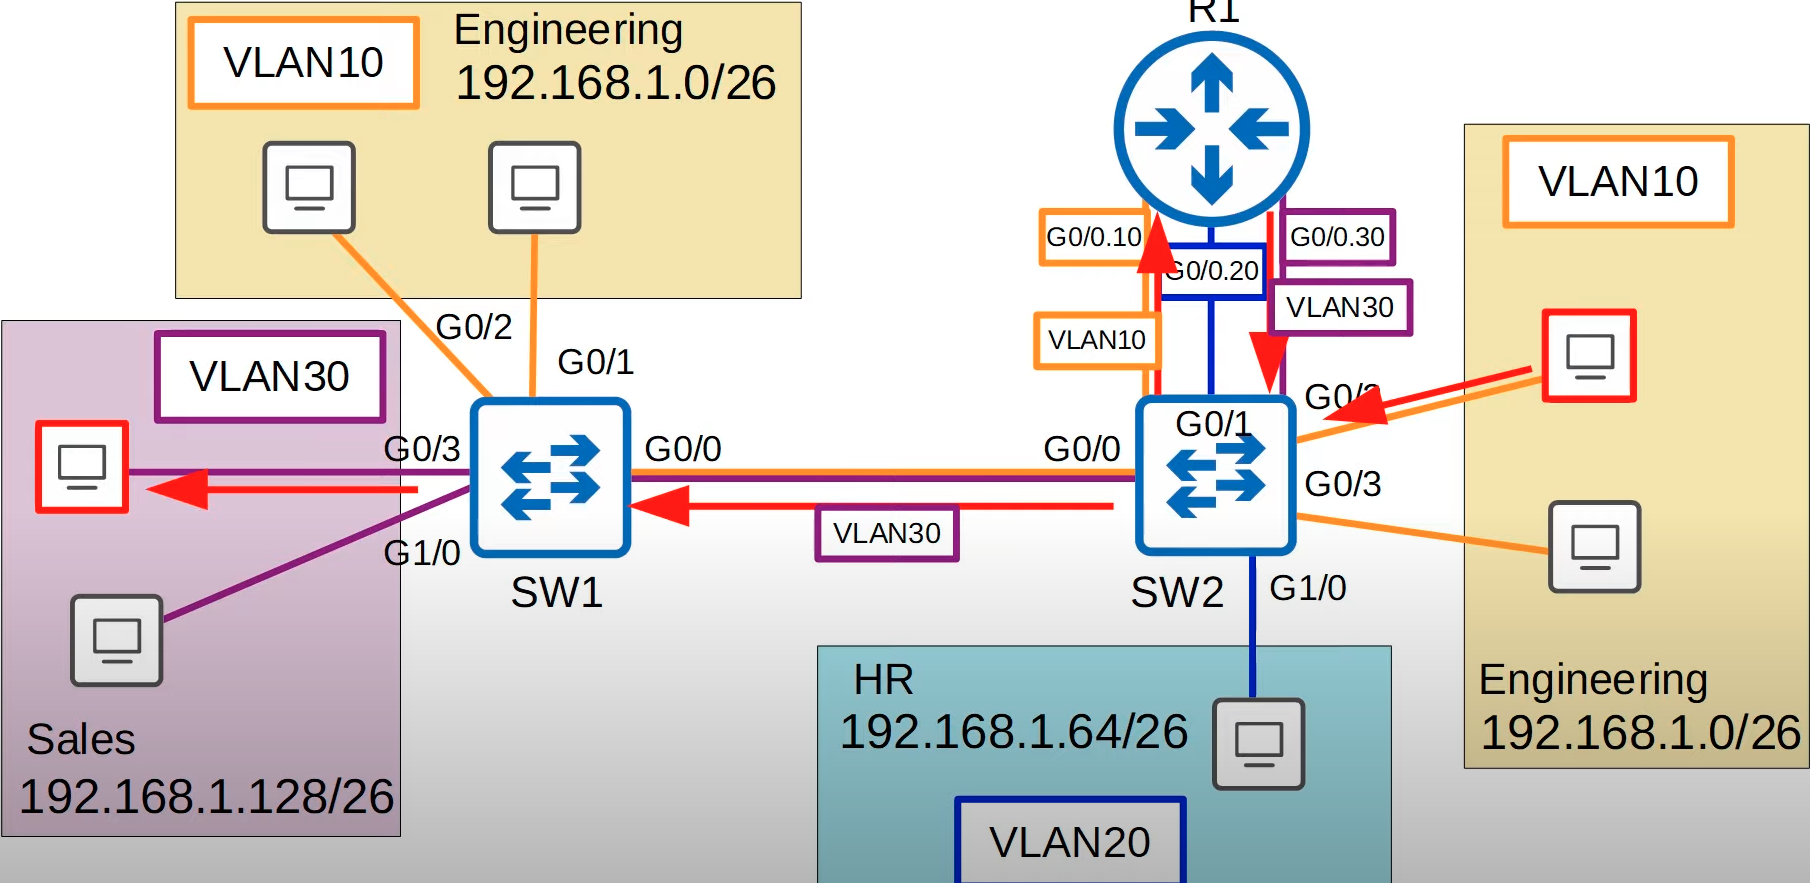 R1
VLAN10
Engineering
192.168.1.0/26
VLAN10
G0/0.10
G0/0.20
G0/0.30
VLAN10
VLAN30
G0/2
G0/1
VLAN30
G0/3
G0/0
G0/0
G0/1
G0/3
G1/0
VLAN30
SW1
SW2
G1/0
HR
192.168.1.64/26
VLAN20
Sales
192.168.1.128/26
Engineering
192.168.1.0/26